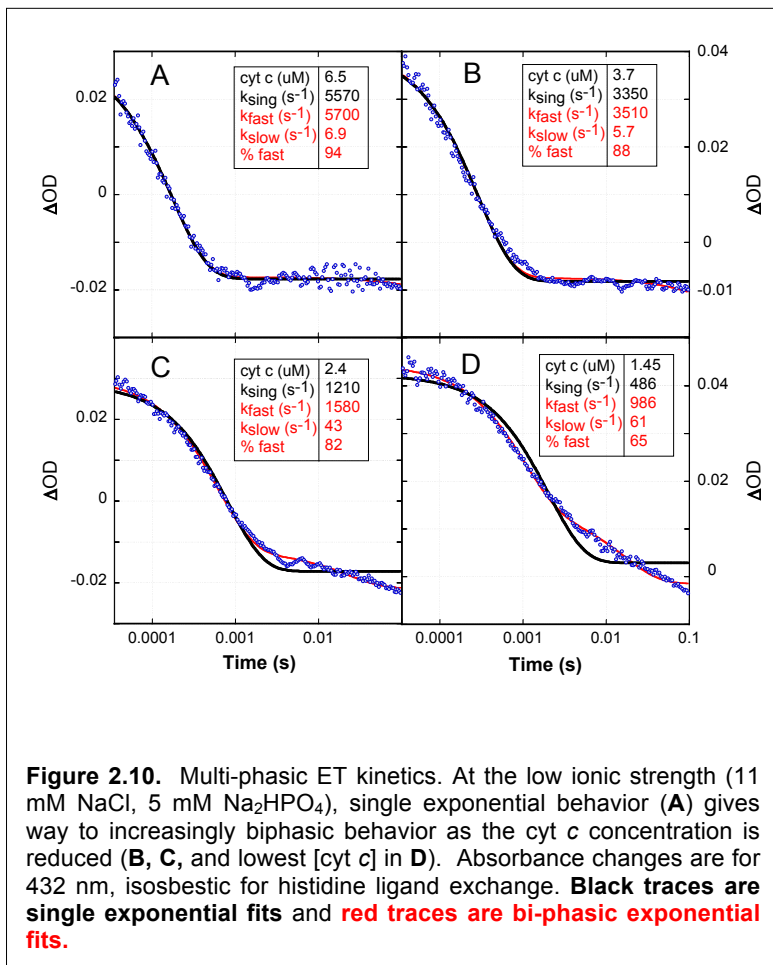 A
cyt c (uM) 6.5
ksing (s-1) 5570
kfast (s-1) 5700
kslow (s-1) 6.9
% fast 94
B
cyt c (uM) 3.7
ksing (s-1) 3350
kfast (s-1) 3510
kslow (s-1) 5.7
% fast 88
0.02
0
-0.02
ΔOD
0.04
0.02
0
-0.01
ΔOD
C
cyt c (uM) 2.4
ksing (s-1) 1210
kfast (s-1) 1580
kslow (s-1) 43
% fast 82
D
cyt c (uM) 1.45
ksing (s-1) 486
kfast (s-1) 986
kslow (s-1) 61
% fast 65
0.02
0
-0.02
ΔOD
0.04
0.02
0
ΔOD
0.0001 0.001 0.01
Time (s)
0.0001 0.001 0.01 0.1
Time (s)
Figure 2.10. Multi-phasic ET kinetics. At the low ionic strength (11
mM NaCl, 5 mM Na2HPO4), single exponential behavior (A) gives
way to increasingly biphasic behavior as the cyt c concentration is
reduced (B, C, and lowest [cyt c] in D). Absorbance changes are for
432 nm, isosbestic for histidine ligand exchange. Black traces are
single exponential fits and red traces are bi-phasic exponential
fits.